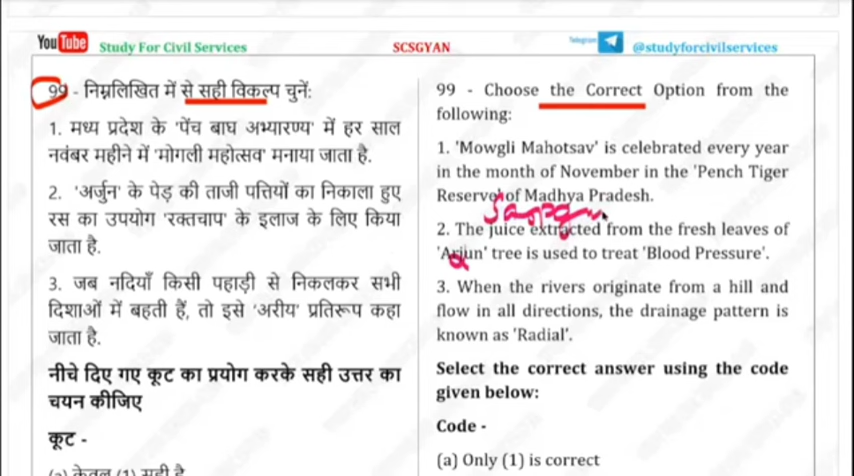 YouTube Study For Civil Services
SCSGYAN
Telegram @studyforcivilservices
99 - निम्नलिखित में से सही विकल्प चुनें:
1. मध्य प्रदेश के 'पेंच बाघ अभ्यारण्य' में हर साल
नवंबर महीने में 'मोगली महोत्सव' मनाया जाता है.
2. 'अर्जुन' के पेड़ की ताजी पत्तियों का निकाला हुए
रस का उपयोग 'रक्तचाप' के इलाज के लिए किया
जाता है.
3. जब नदियाँ किसी पहाड़ी से निकलकर सभी
दिशाओं में बहती हैं, तो इसे 'अरीय' प्रतिरूप कहा
जाता है.
नीचे दिए गए कूट का प्रयोग करके सही उत्तर का
चयन कीजिए
कूट -
(a) केवल (1) सही है
99 - Choose the Correct Option from the
following:
1. 'Mowgli Mahotsav' is celebrated every year
in the month of November in the 'Pench Tiger
Reserve' of Madhya Pradesh.
2. The juice extracted from the fresh leaves of
'Arjun' tree is used to treat 'Blood Pressure'.
3. When the rivers originate from a hill and
flow in all directions, the drainage pattern is
known as 'Radial'.
Select the correct answer using the code
given below:
Code -
(a) Only (1) is correct